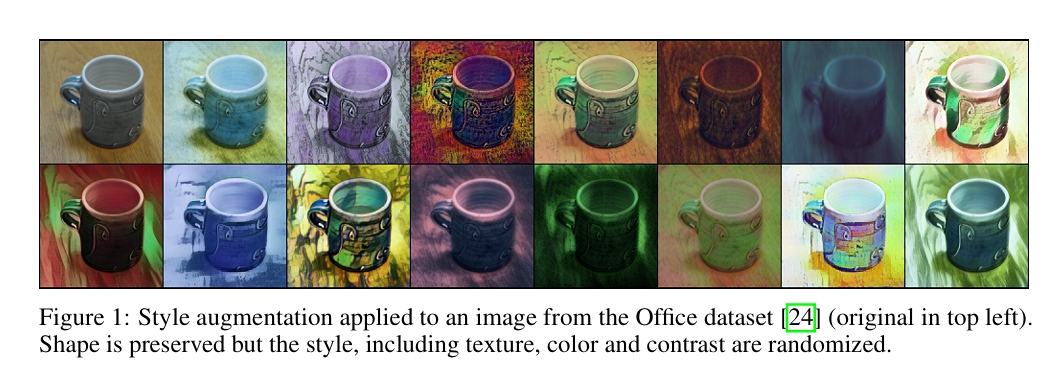 Figure 1: Style augmentation applied to an image from the Office dataset [24] (original in top left).
Shape is preserved but the style, including texture, color and contrast are randomized.